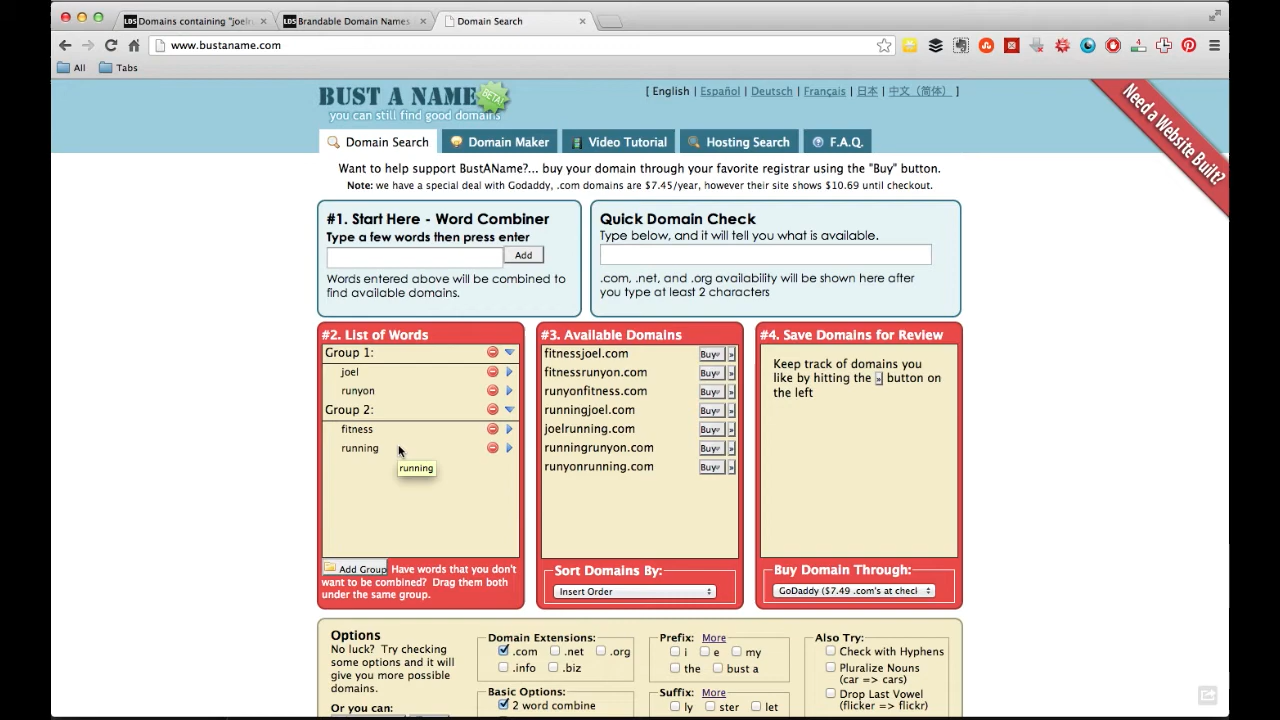 Domains containing "joelr
Brandable Domain Names
Domain Search
www.bustaname.com
4
All
Tabs
BUST A NAME
BETA
you can still find good domains
[ English | Español | Deutsch | Français | 日本 | 中文（简体） ]
Need a Website Built?
Domain Search
Domain Maker
Video Tutorial
Hosting Search
F.A.Q.
Want to help support BustAName?... buy your domain through your favorite registrar using the "Buy" button.
Note: we have a special deal with Godaddy, .com domains are $7.45/year, however their site shows $10.69 until checkout.
#1. Start Here - Word Combiner
Type a few words then press enter
Add
Words entered above will be combined to
find available domains.
Quick Domain Check
Type below, and it will tell you what is available.
.com, .net, and .org availability will be shown here after
you type at least 2 characters
#2. List of Words
Group 1:
joel
runyon
Group 2:
fitness
running
running
Add Group
Have words that you don't
want to be combined? Drag them both
under the same group.
#3. Available Domains
fitnessjoel.com Buy »
fitnessrunyon.com Buy »
runyonfitness.com Buy »
runningjoel.com Buy »
joelrunning.com Buy »
runningrunyon.com Buy »
runyonrunning.com Buy »
Sort Domains By:
Insert Order
#4. Save Domains for Review
Keep track of domains you
like by hitting the » button on
the left
Buy Domain Through:
GoDaddy ($7.49 .com's at checl
Options
No luck? Try checking
some options and it will
give you more possible
domains.
Or you can:
Domain Extensions:
.com .net .org
.info .biz
Basic Options:
2 word combine
Prefix: More
i e my
the bust a
Suffix: More
ly ster let
Also Try:
Check with Hyphens
Pluralize Nouns
(car => cars)
Drop Last Vowel
(flicker => flickr)